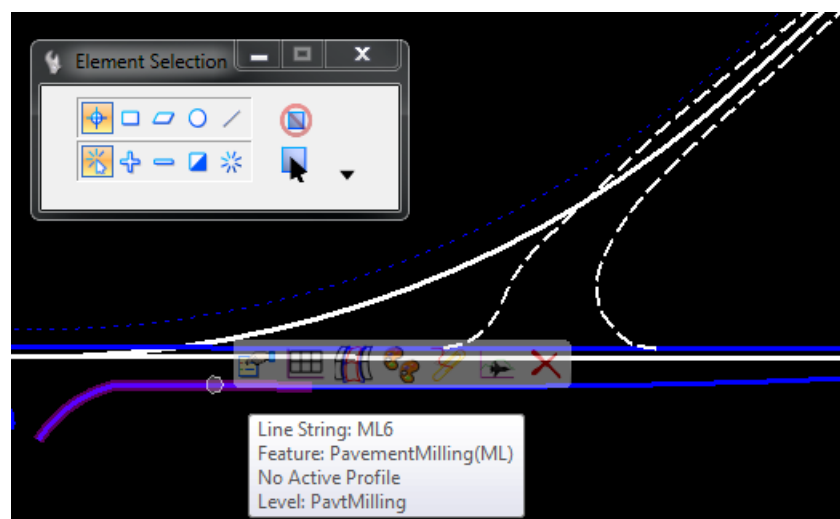 Element Selection
Line String: ML6
Feature: PavementMilling(ML)
No Active Profile
Level: PavtMilling